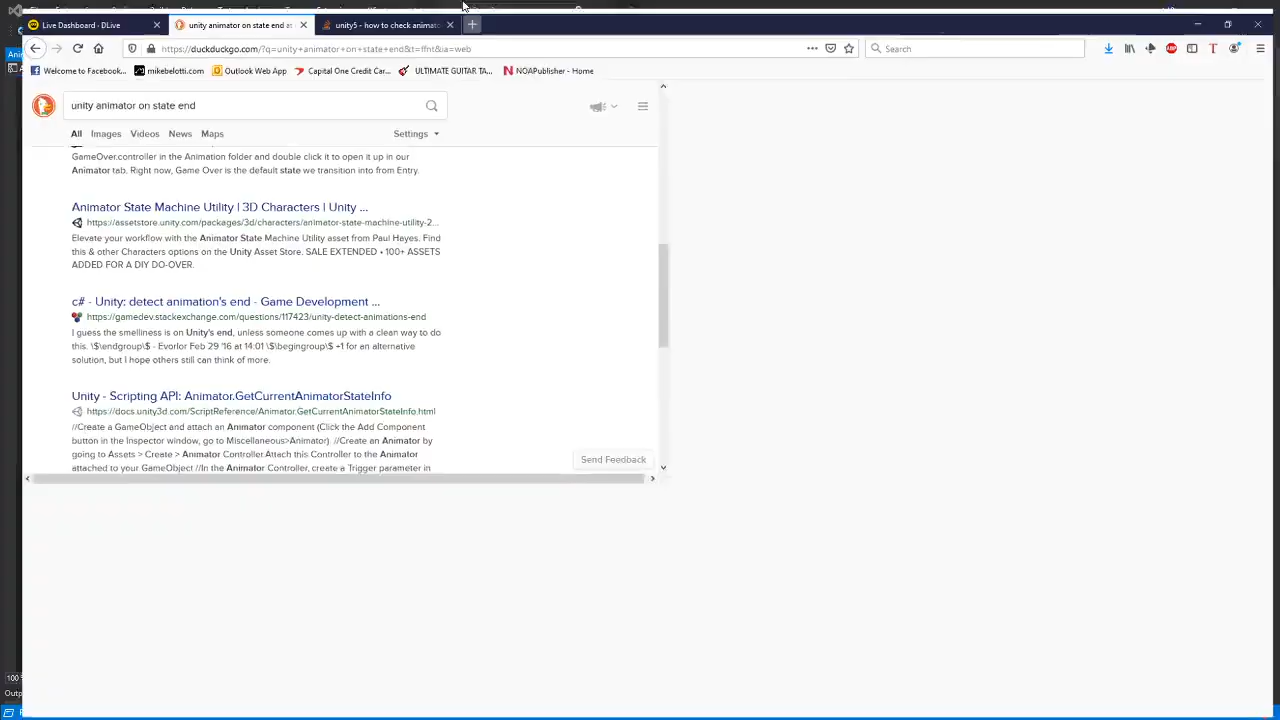 Live Dashboard - DLive
unity animator on state end a
unity5 - how to check animato
https://duckduckgo.com/?q=unity+animator+on+state+end&t=ffnt&ia=web
Search
Welcome to Facebook...
mikebelotti.com
Outlook Web App
Capital One Credit Car...
ULTIMATE GUITAR TA...
NOAPublisher - Home
unity animator on state end
All
Images
Videos
News
Maps
Settings
GameOver.controller in the Animation folder and double click it to open it up in our
Animator tab. Right now, Game Over is the default state we transition into from Entry.
Animator State Machine Utility | 3D Characters | Unity ...
https://assetstore.unity.com/packages/3d/characters/animator-state-machine-utility-2...
Elevate your workflow with the Animator State Machine Utility asset from Paul Hayes. Find
this & other Characters options on the Unity Asset Store. SALE EXTENDED • 100+ ASSETS
ADDED FOR A DIY DO-OVER.
c# - Unity: detect animation's end - Game Development ...
https://gamedev.stackexchange.com/questions/117423/unity-detect-animations-end
I guess the smelliness is on Unity's end, unless someone comes up with a clean way to do
this. \$\endgroup\$ - Evorlor Feb 29 '16 at 14:01 \$\begingroup\$ +1 for an alternative
solution, but I hope others still can think of more.
Unity - Scripting API: Animator.GetCurrentAnimatorStateInfo
https://docs.unity3d.com/ScriptReference/Animator.GetCurrentAnimatorStateInfo.html
//Create a GameObject and attach an Animator component (Click the Add Component
button in the Inspector window, go to Miscellaneous>Animator) //Create an Animator by
going to Assets > Create > Animator Controller.Attach this Controller to the Animator
attached to your GameObject //In the Animator Controller, create a Trigger parameter in
Send Feedback
Ani
100 %
Outp